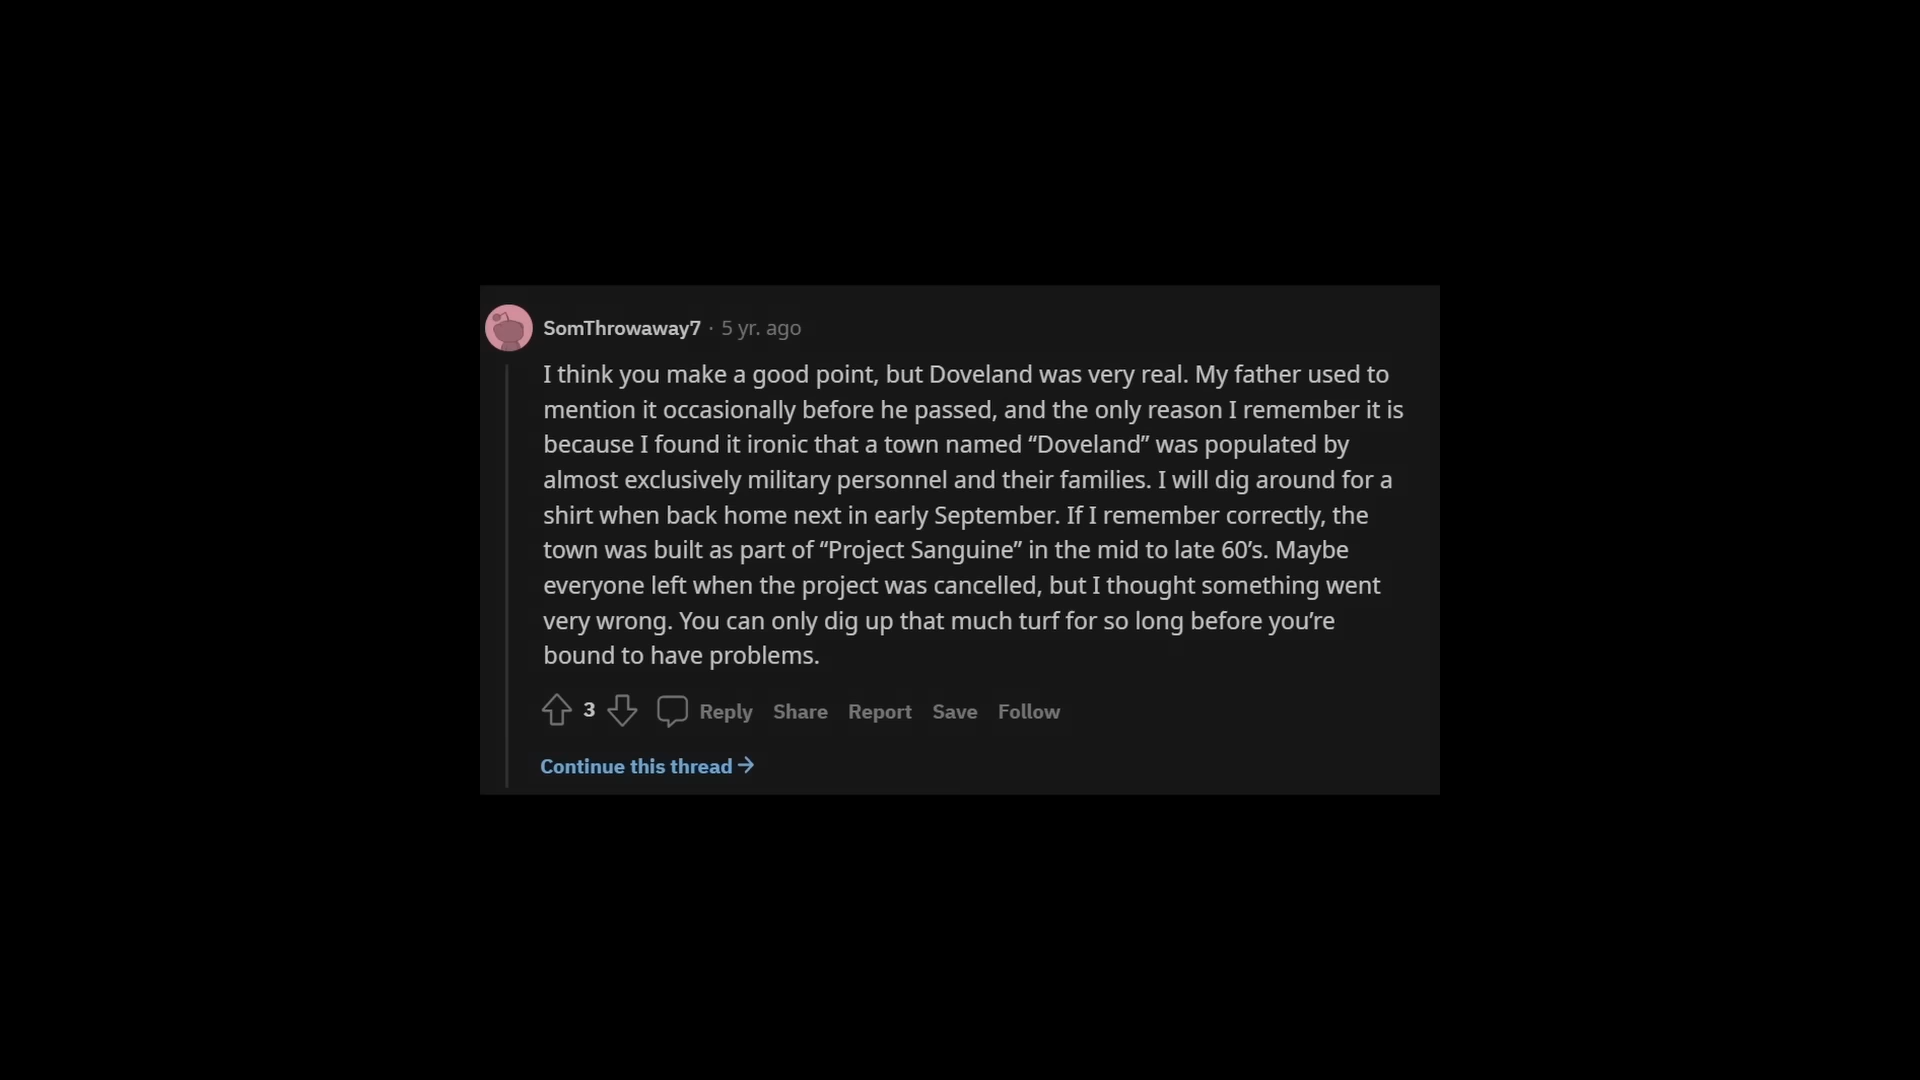 SomThrowaway7 · 5 yr. ago
I think you make a good point, but Doveland was very real. My father used to
mention it occasionally before he passed, and the only reason I remember it is
because I found it ironic that a town named “Doveland” was populated by
almost exclusively military personnel and their families. I will dig around for a
shirt when back home next in early September. If I remember correctly, the
town was built as part of “Project Sanguine” in the mid to late 60’s. Maybe
everyone left when the project was cancelled, but I thought something went
very wrong. You can only dig up that much turf for so long before you’re
bound to have problems.
3 Reply Share Report Save Follow
Continue this thread →